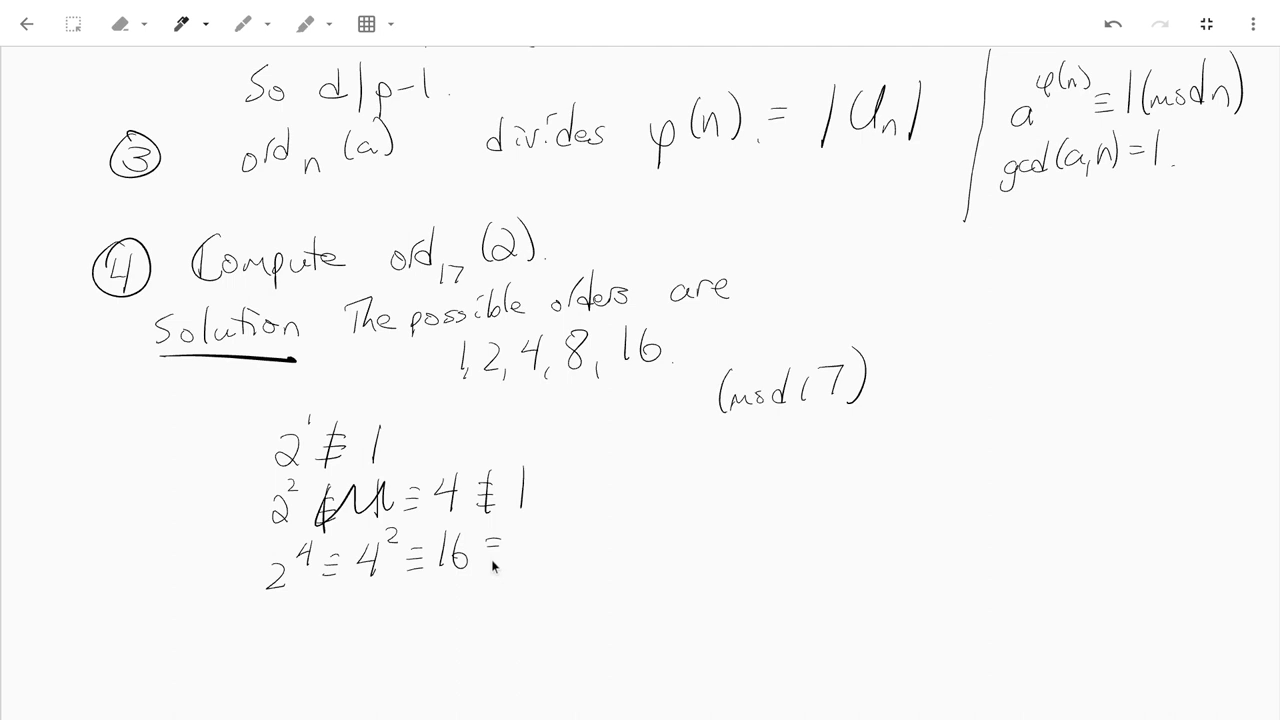 So d|p-1.
③ ord_n (a) divides φ(n) = |U_n|
a^φ(n) ≡ 1 (mod n)
gcd(a,n) = 1.
④ Compute ord_17 (2).
Solution The possible orders are
1, 2, 4, 8, 16.
(mod 17)
2^1 ≢ 1
2^2 ≡ 4 ≢ 1
2^4 ≡ 4^2 ≡ 16 =